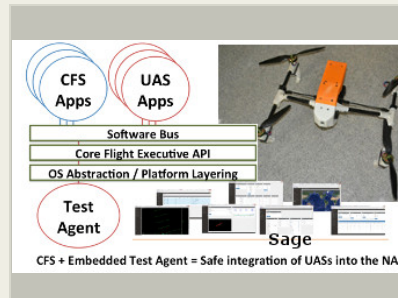 CFS
Apps
UAS
Apps
Software Bus
Core Flight Executive API
OS Abstraction / Platform Layering
Test
Agent
Sage
CFS + Embedded Test Agent = Safe integration of UASs into the NA